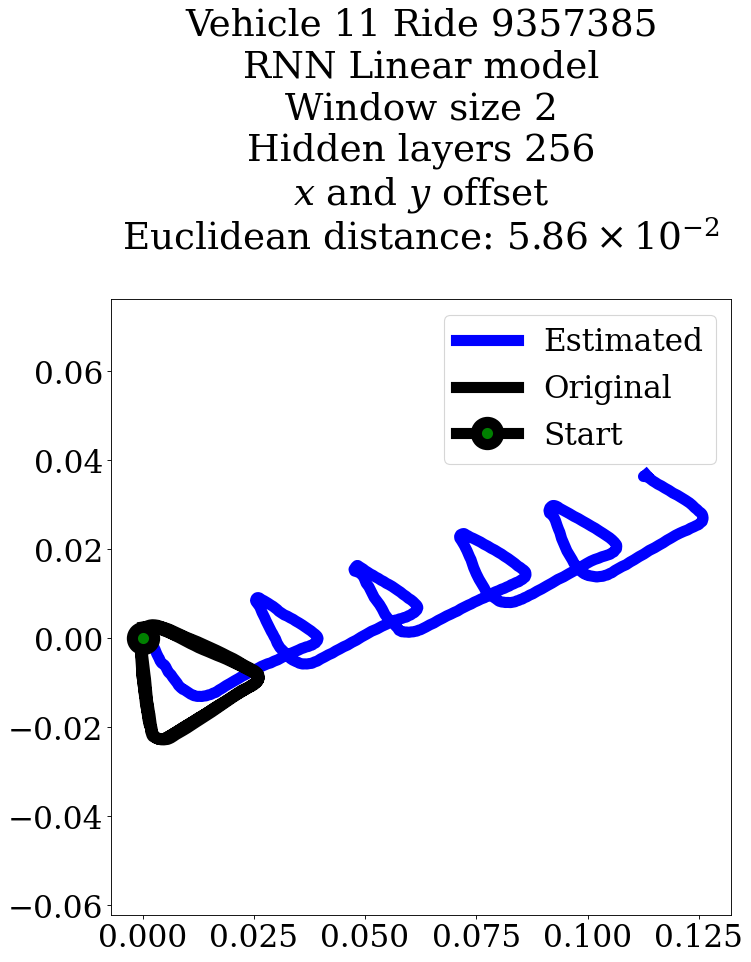 Vehicle 11 Ride 9357385
RNN Linear model
Window size 2
Hidden layers 256
x and y offset
Euclidean distance: 5.86 × 10⁻²
Estimated
Original
Start
0.06
0.04
0.02
0.00
−0.02
−0.04
−0.06
0.000 0.025 0.050 0.075 0.100 0.125